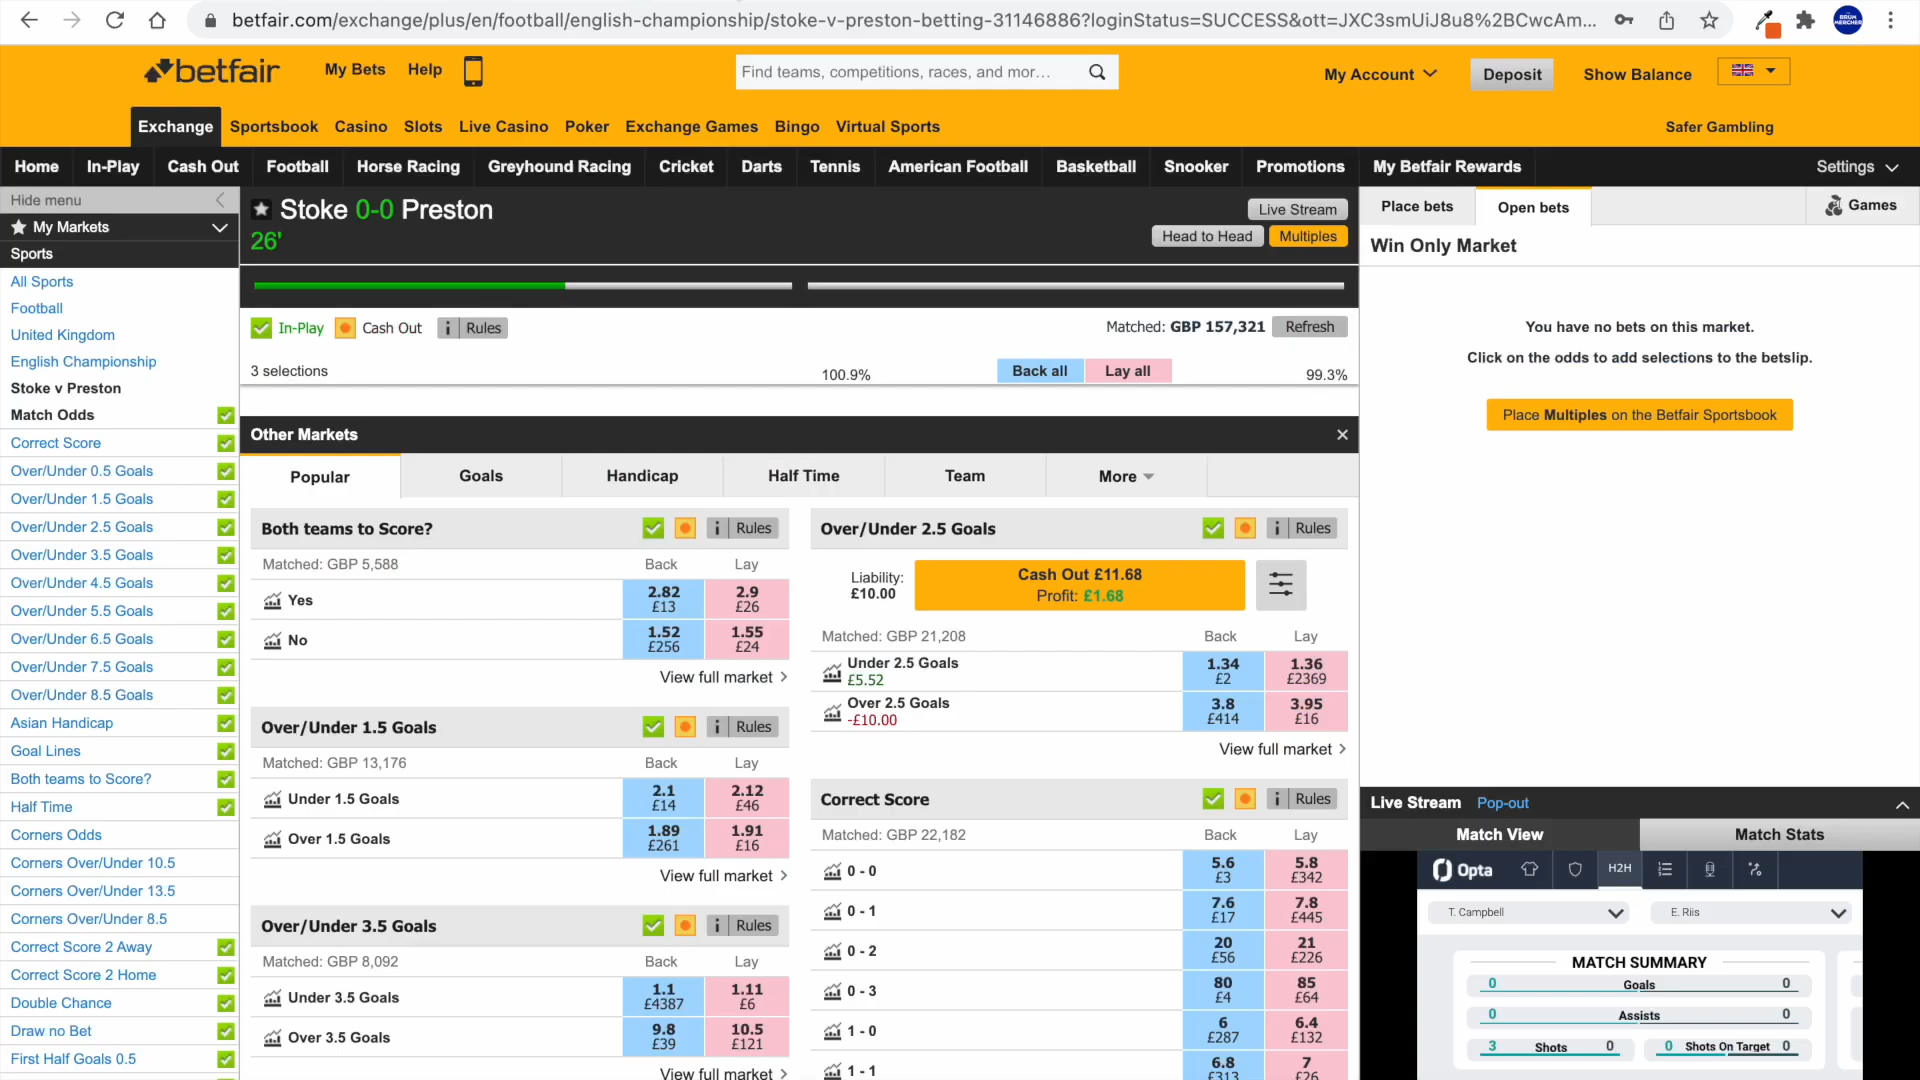 betfair.com/exchange/plus/en/football/english-championship/stoke-v-preston-betting-31146886?loginStatus=SUCCESS&ott=JXC3smUiJ8u8%2BCwcAm...
betfair
My Bets
Help
Find teams, competitions, races, and mor...
My Account
Deposit
Show Balance
Exchange
Sportsbook
Casino
Slots
Live Casino
Poker
Exchange Games
Bingo
Virtual Sports
Safer Gambling
Home
In-Play
Cash Out
Football
Horse Racing
Greyhound Racing
Cricket
Darts
Tennis
American Football
Basketball
Snooker
Promotions
My Betfair Rewards
Settings
Hide menu
My Markets
Sports
All Sports
Football
United Kingdom
English Championship
Stoke v Preston
Match Odds
Correct Score
Over/Under 0.5 Goals
Over/Under 1.5 Goals
Over/Under 2.5 Goals
Over/Under 3.5 Goals
Over/Under 4.5 Goals
Over/Under 5.5 Goals
Over/Under 6.5 Goals
Over/Under 7.5 Goals
Over/Under 8.5 Goals
Asian Handicap
Goal Lines
Both teams to Score?
Half Time
Corners Odds
Corners Over/Under 10.5
Corners Over/Under 13.5
Corners Over/Under 8.5
Correct Score 2 Away
Correct Score 2 Home
Double Chance
Draw no Bet
First Half Goals 0.5
Stoke 0-0 Preston
26'
Live Stream
Head to Head
Multiples
In-Play
Cash Out
i Rules
Matched: GBP 157,321
Refresh
3 selections
100.9%
Back all
Lay all
99.3%
Other Markets
Popular
Goals
Handicap
Half Time
Team
More
Both teams to Score?
i Rules
Matched: GBP 5,588
Back
Lay
Yes
2.82
£13
2.9
£26
No
1.52
£256
1.55
£24
View full market
Over/Under 1.5 Goals
i Rules
Matched: GBP 13,176
Back
Lay
Under 1.5 Goals
2.1
£14
2.12
£46
Over 1.5 Goals
1.89
£261
1.91
£16
View full market
Over/Under 3.5 Goals
i Rules
Matched: GBP 8,092
Back
Lay
Under 3.5 Goals
1.1
£4387
1.11
£6
Over 3.5 Goals
9.8
£39
10.5
£121
View full market
Over/Under 2.5 Goals
i Rules
Liability:
£10.00
Cash Out £11.68
Profit: £1.68
Matched: GBP 21,208
Back
Lay
Under 2.5 Goals
£5.52
1.34
£2
1.36
£2369
Over 2.5 Goals
-£10.00
3.8
£414
3.95
£16
View full market
Correct Score
i Rules
Matched: GBP 22,182
Back
Lay
0 - 0
5.6
£3
5.8
£342
0 - 1
7.6
£17
7.8
£445
0 - 2
20
£56
21
£226
0 - 3
80
£4
85
£64
1 - 0
6
£287
6.4
£132
1 - 1
6.8
£313
7
£26
Place bets
Open bets
Games
Win Only Market
You have no bets on this market.
Click on the odds to add selections to the betslip.
Place Multiples on the Betfair Sportsbook
Live Stream
Pop-out
Match View
Match Stats
Opta
H2H
T. Campbell
E. Riis
MATCH SUMMARY
0 Goals 0
0 Assists 0
3 Shots 0
0 Shots On Target 0